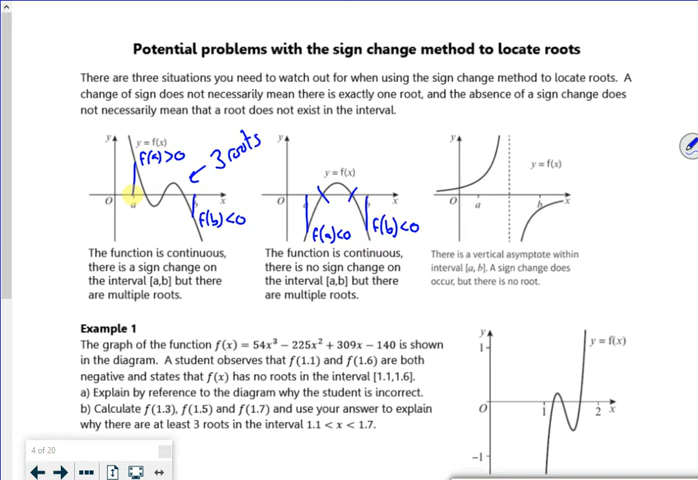 Potential problems with the sign change method to locate roots
There are three situations you need to watch out for when using the sign change method to locate roots. A
change of sign does not necessarily mean there is exactly one root, and the absence of a sign change does
not necessarily mean that a root does not exist in the interval.
y
y = f(x)
f(a)>0
3 roots
O
a
x
f(b)<0
y
y = f(x)
O
x
f(a)<0
f(b)<0
y
y = f(x)
O
a
b
x
The function is continuous,
there is a sign change on
the interval [a,b] but there
are multiple roots.
The function is continuous,
there is no sign change on
the interval [a,b] but there
are multiple roots.
There is a vertical asymptote within
interval [a, b]. A sign change does
occur, but there is no root.
Example 1
The graph of the function f(x) = 54x³ − 225x² + 309x − 140 is shown
in the diagram. A student observes that f(1.1) and f(1.6) are both
negative and states that f(x) has no roots in the interval [1.1,1.6].
a) Explain by reference to the diagram why the student is incorrect.
b) Calculate f(1.3), f(1.5) and f(1.7) and use your answer to explain
why there are at least 3 roots in the interval 1.1 < x < 1.7.
y
1
y = f(x)
O
1
2
x
−1
4 of 20